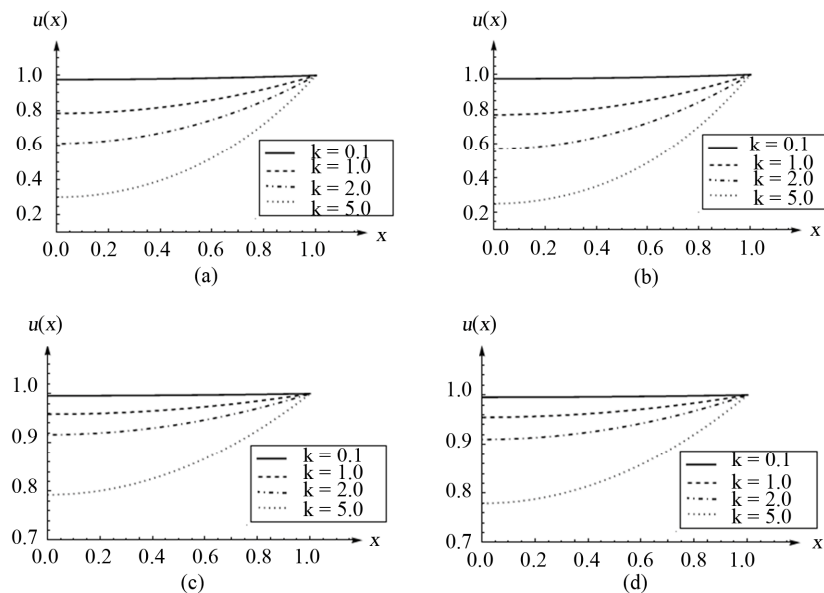 u(x)
1.0
0.8
0.6
0.4
0.2
k = 0.1
k = 1.0
k = 2.0
k = 5.0
0.0 0.2 0.4 0.6 0.8 1.0 x
(a)
u(x)
1.0
0.8
0.6
0.4
0.2
k = 0.1
k = 1.0
k = 2.0
k = 5.0
0.0 0.2 0.4 0.6 0.8 1.0 x
(b)
u(x)
1.0
0.9
0.8
0.7
k = 0.1
k = 1.0
k = 2.0
k = 5.0
0.0 0.2 0.4 0.6 0.8 1.0 x
(c)
u(x)
1.0
0.9
0.8
0.7
k = 0.1
k = 1.0
k = 2.0
k = 5.0
0.0 0.2 0.4 0.6 0.8 1.0 x
(d)